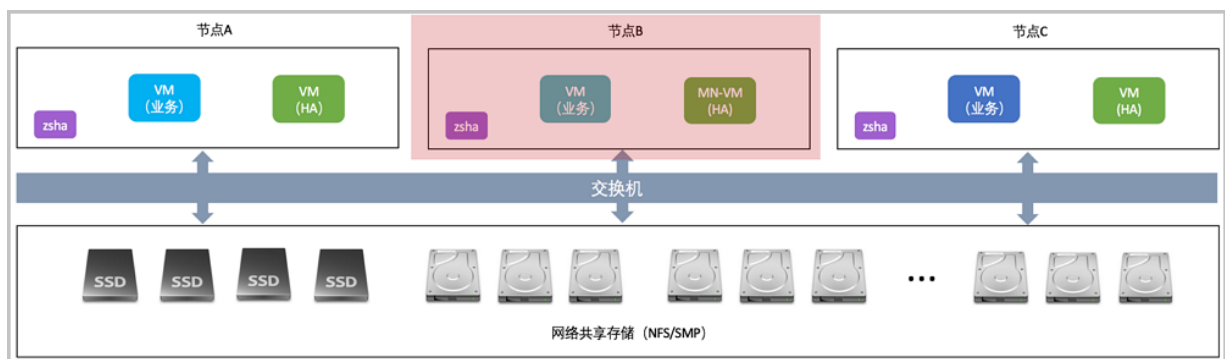 节点A
节点B
节点C
VM
(业务)
VM
(HA)
zsha
VM
(业务)
MN-VM
(HA)
zsha
VM
(业务)
VM
(HA)
zsha
交换机
SSD
SSD
SSD
SSD
...
网络共享存储（NFS/SMP）